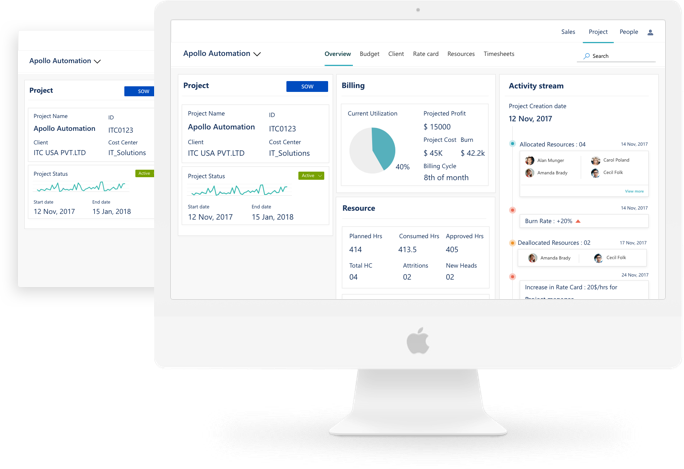 Apollo Automation
Project
SOW
Project Name
ID
Apollo Automation
ITC0123
Client
Cost Center
ITC USA PVT.LTD
IT_Solutions
Project Status
Active
Start date
End date
12 Nov, 2017
15 Jan, 2018
Sales
Project
People
Apollo Automation
Overview
Budget
Client
Rate card
Resources
Timesheets
Search
Project
SOW
Project Name
ID
Apollo Automation
ITC0123
Client
Cost Center
ITC USA PVT.LTD
IT_Solutions
Project Status
Active
Start date
End date
12 Nov, 2017
15 Jan, 2018
Billing
Current Utilization
40%
Projected Profit
$ 15000
Project Cost
Burn
$ 45K
$ 42.2k
Billing Cycle
8th of month
Resource
Planned Hrs
Consumed Hrs
Approved Hrs
414
413.5
405
Total HC
Attritions
New Heads
04
02
02
Activity stream
Project Creation date
12 Nov, 2017
Allocated Resources : 04
14 Nov, 2017
Alan Munger
Carol Poland
Amanda Brady
Cecil Folk
View more
14 Nov, 2017
Burn Rate : +20%
Deallocated Resources : 02
17 Nov, 2017
Amanda Brady
Cecil Folk
24 Nov, 2017
Increase in Rate Card : 20$/hrs for
Project manager